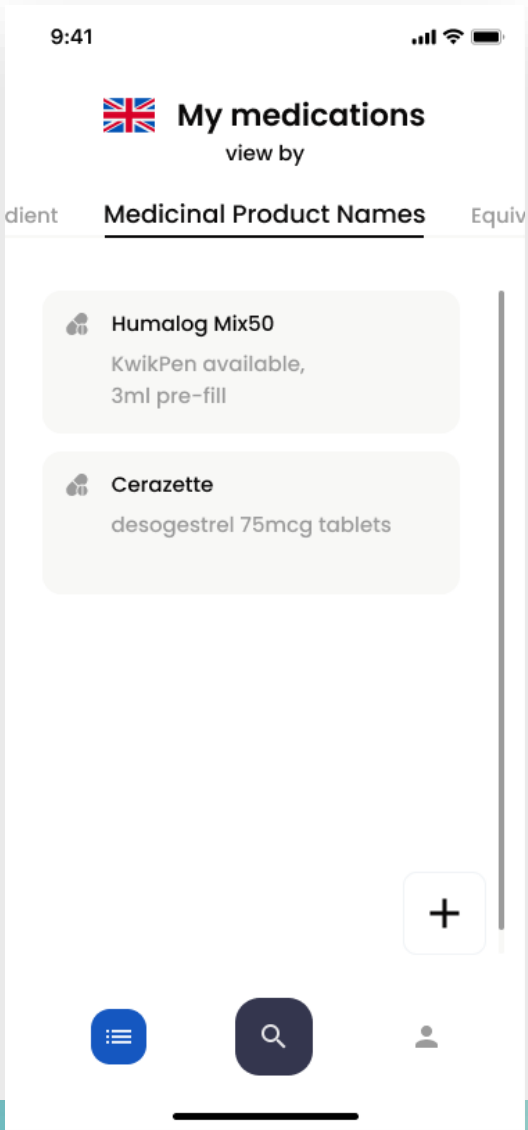 9:41
My medications
view by
dient
Medicinal Product Names
Equiv
Humalog Mix50
KwikPen available,
3ml pre-fill
Cerazette
desogestrel 75mcg tablets